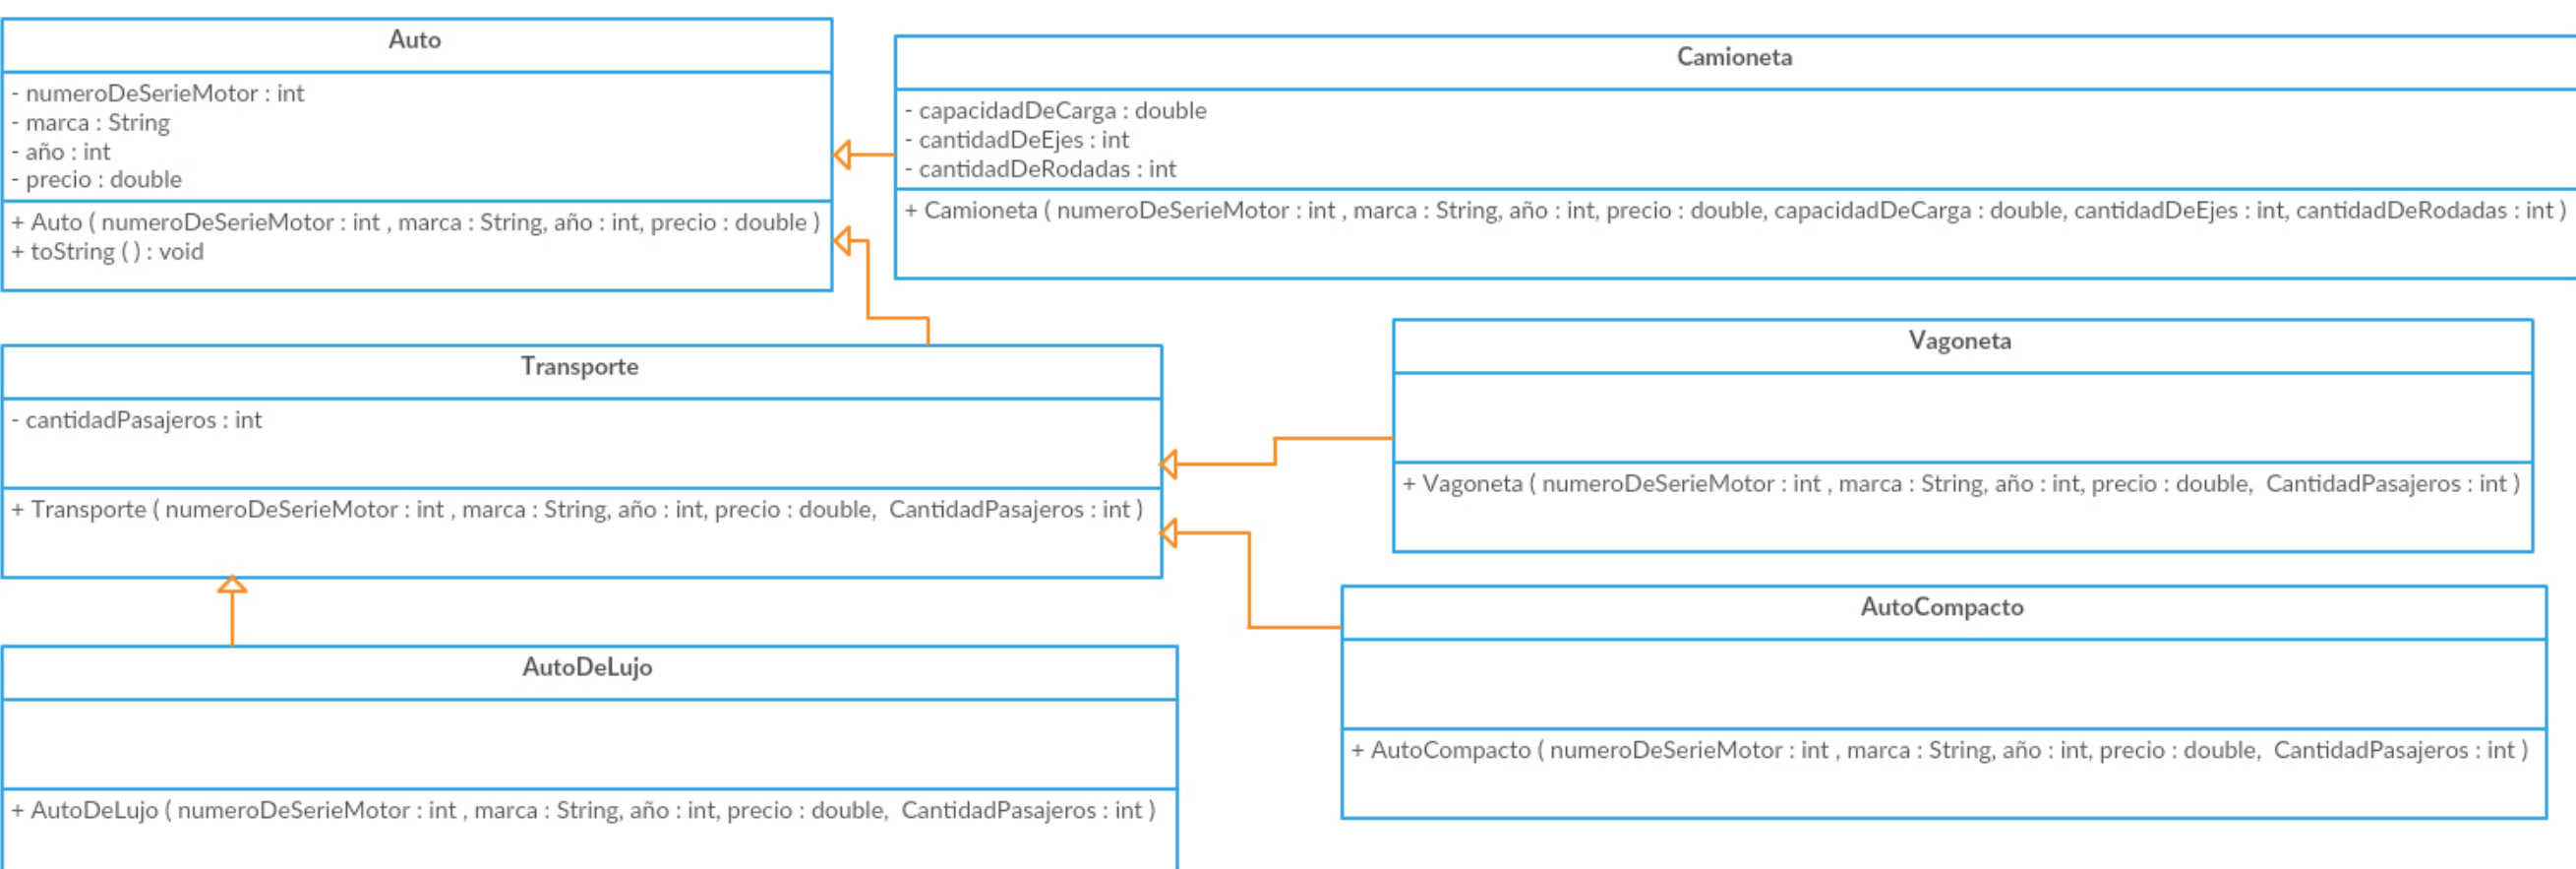 Auto
- numeroDeSerieMotor : int
- marca : String
- año : int
- precio : double
+ Auto ( numeroDeSerieMotor : int , marca : String, año : int, precio : double )
+ toString ( ) : void
Camioneta
- capacidadDeCarga : double
- cantidadDeEjes : int
- cantidadDeRodadas : int
+ Camioneta ( numeroDeSerieMotor : int , marca : String, año : int, precio : double, capacidadDeCarga : double, cantidadDeEjes : int, cantidadDeRodadas : int )
Transporte
- cantidadPasajeros : int
+ Transporte ( numeroDeSerieMotor : int , marca : String, año : int, precio : double, CantidadPasajeros : int )
Vagoneta
+ Vagoneta ( numeroDeSerieMotor : int , marca : String, año : int, precio : double, CantidadPasajeros : int )
AutoDeLujo
+ AutoDeLujo ( numeroDeSerieMotor : int , marca : String, año : int, precio : double, CantidadPasajeros : int )
AutoCompacto
+ AutoCompacto ( numeroDeSerieMotor : int , marca : String, año : int, precio : double, CantidadPasajeros : int )